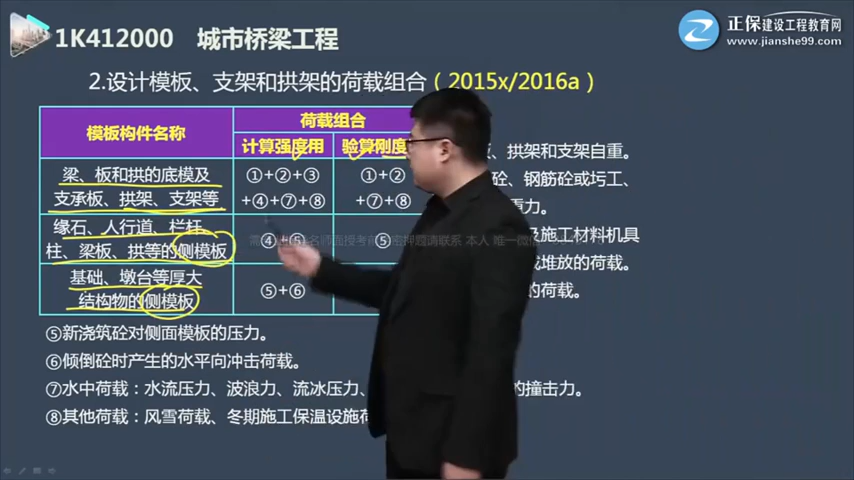 1K412000 城市桥梁工程
正保建设工程教育网
www.jianshe99.com
2.设计模板、支架和拱架的荷载组合（2015x/2016a）
模板构件名称
荷载组合
计算强度用
验算刚度
梁、板和拱的底模及
支承板、拱架、支架等
①+②+③
+④+⑦+⑧
①+②
+⑦+⑧
缘石、人行道、栏杆、
柱、梁板、拱等的侧模板
④+⑤
⑤
基础、墩台等厚大
结构物的侧模板
⑤+⑥
、拱架和支架自重。
砼、钢筋砼或圬工、
重力。
及施工材料机具
堆放的荷载。
的荷载。
⑤新浇筑砼对侧面模板的压力。
⑥倾倒砼时产生的水平向冲击荷载。
⑦水中荷载：水流压力、波浪力、流冰压力、
的撞击力。
⑧其他荷载：风雪荷载、冬期施工保温设施荷